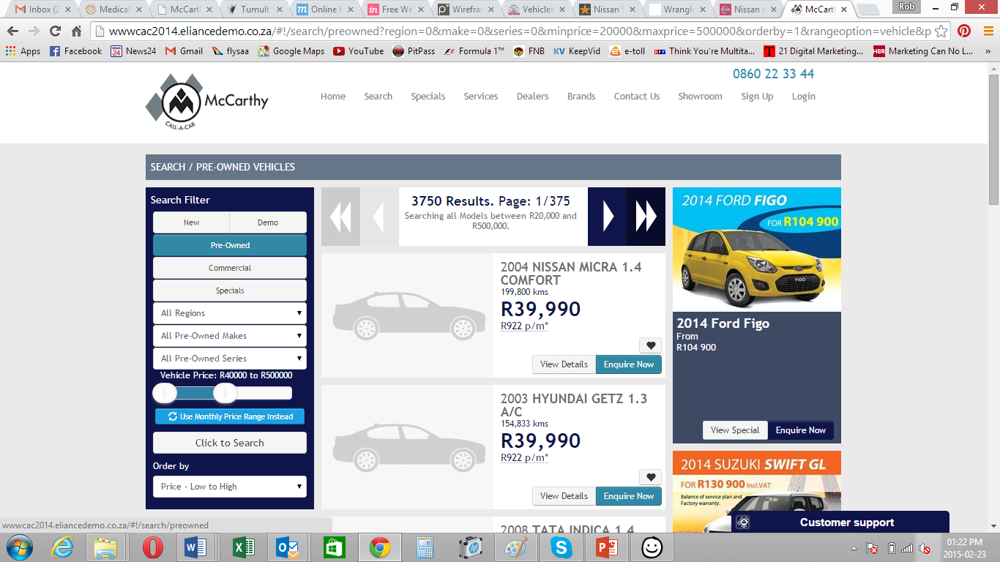 Inbox (2
Medical
McCarth
Tumult
Online M
Free We
Wirefran
Vehicles
Nissan S
Wrangle
Nissan c
McCartl
Rob
wwwcac2014.eliancedemo.co.za/#!/search/preowned?region=0&make=0&series=0&minprice=20000&maxprice=500000&orderby=1&rangeoption=vehicle&p
Apps
Facebook
News24
Gmail
flysaa
Google Maps
YouTube
PitPass
Formula 1™
FNB
KeepVid
e-toll
Think You're Multita...
21 Digital Marketing...
Marketing Can No L...
»
0860 22 33 44
McCarthy
CALL-A-CAR
Home
Search
Specials
Services
Dealers
Brands
Contact Us
Showroom
Sign Up
Login
SEARCH / PRE-OWNED VEHICLES
Search Filter
New
Demo
Pre-Owned
Commercial
Specials
All Regions
All Pre-Owned Makes
All Pre-Owned Series
Vehicle Price: R40000 to R500000
Use Monthly Price Range Instead
Click to Search
Order by
Price - Low to High
3750 Results. Page: 1/375
Searching all Models between R20,000 and
R500,000.
2004 NISSAN MICRA 1.4
COMFORT
199,800 kms
R39,990
R922 p/m*
View Details
Enquire Now
2003 HYUNDAI GETZ 1.3
A/C
154,833 kms
R39,990
R922 p/m*
View Details
Enquire Now
2008 TATA INDICA 1.4
2014 FORD FIGO
FOR R104 900
FIGO
2014 Ford Figo
From
R104 900
View Special
Enquire Now
2014 SUZUKI SWIFT GL
FOR R130 900 Incl.VAT
Balance of service plan and
Factory warranty.
Customer support
wwwcac2014.eliancedemo.co.za/#!/search/preowned
01:22 PM
2015-02-23